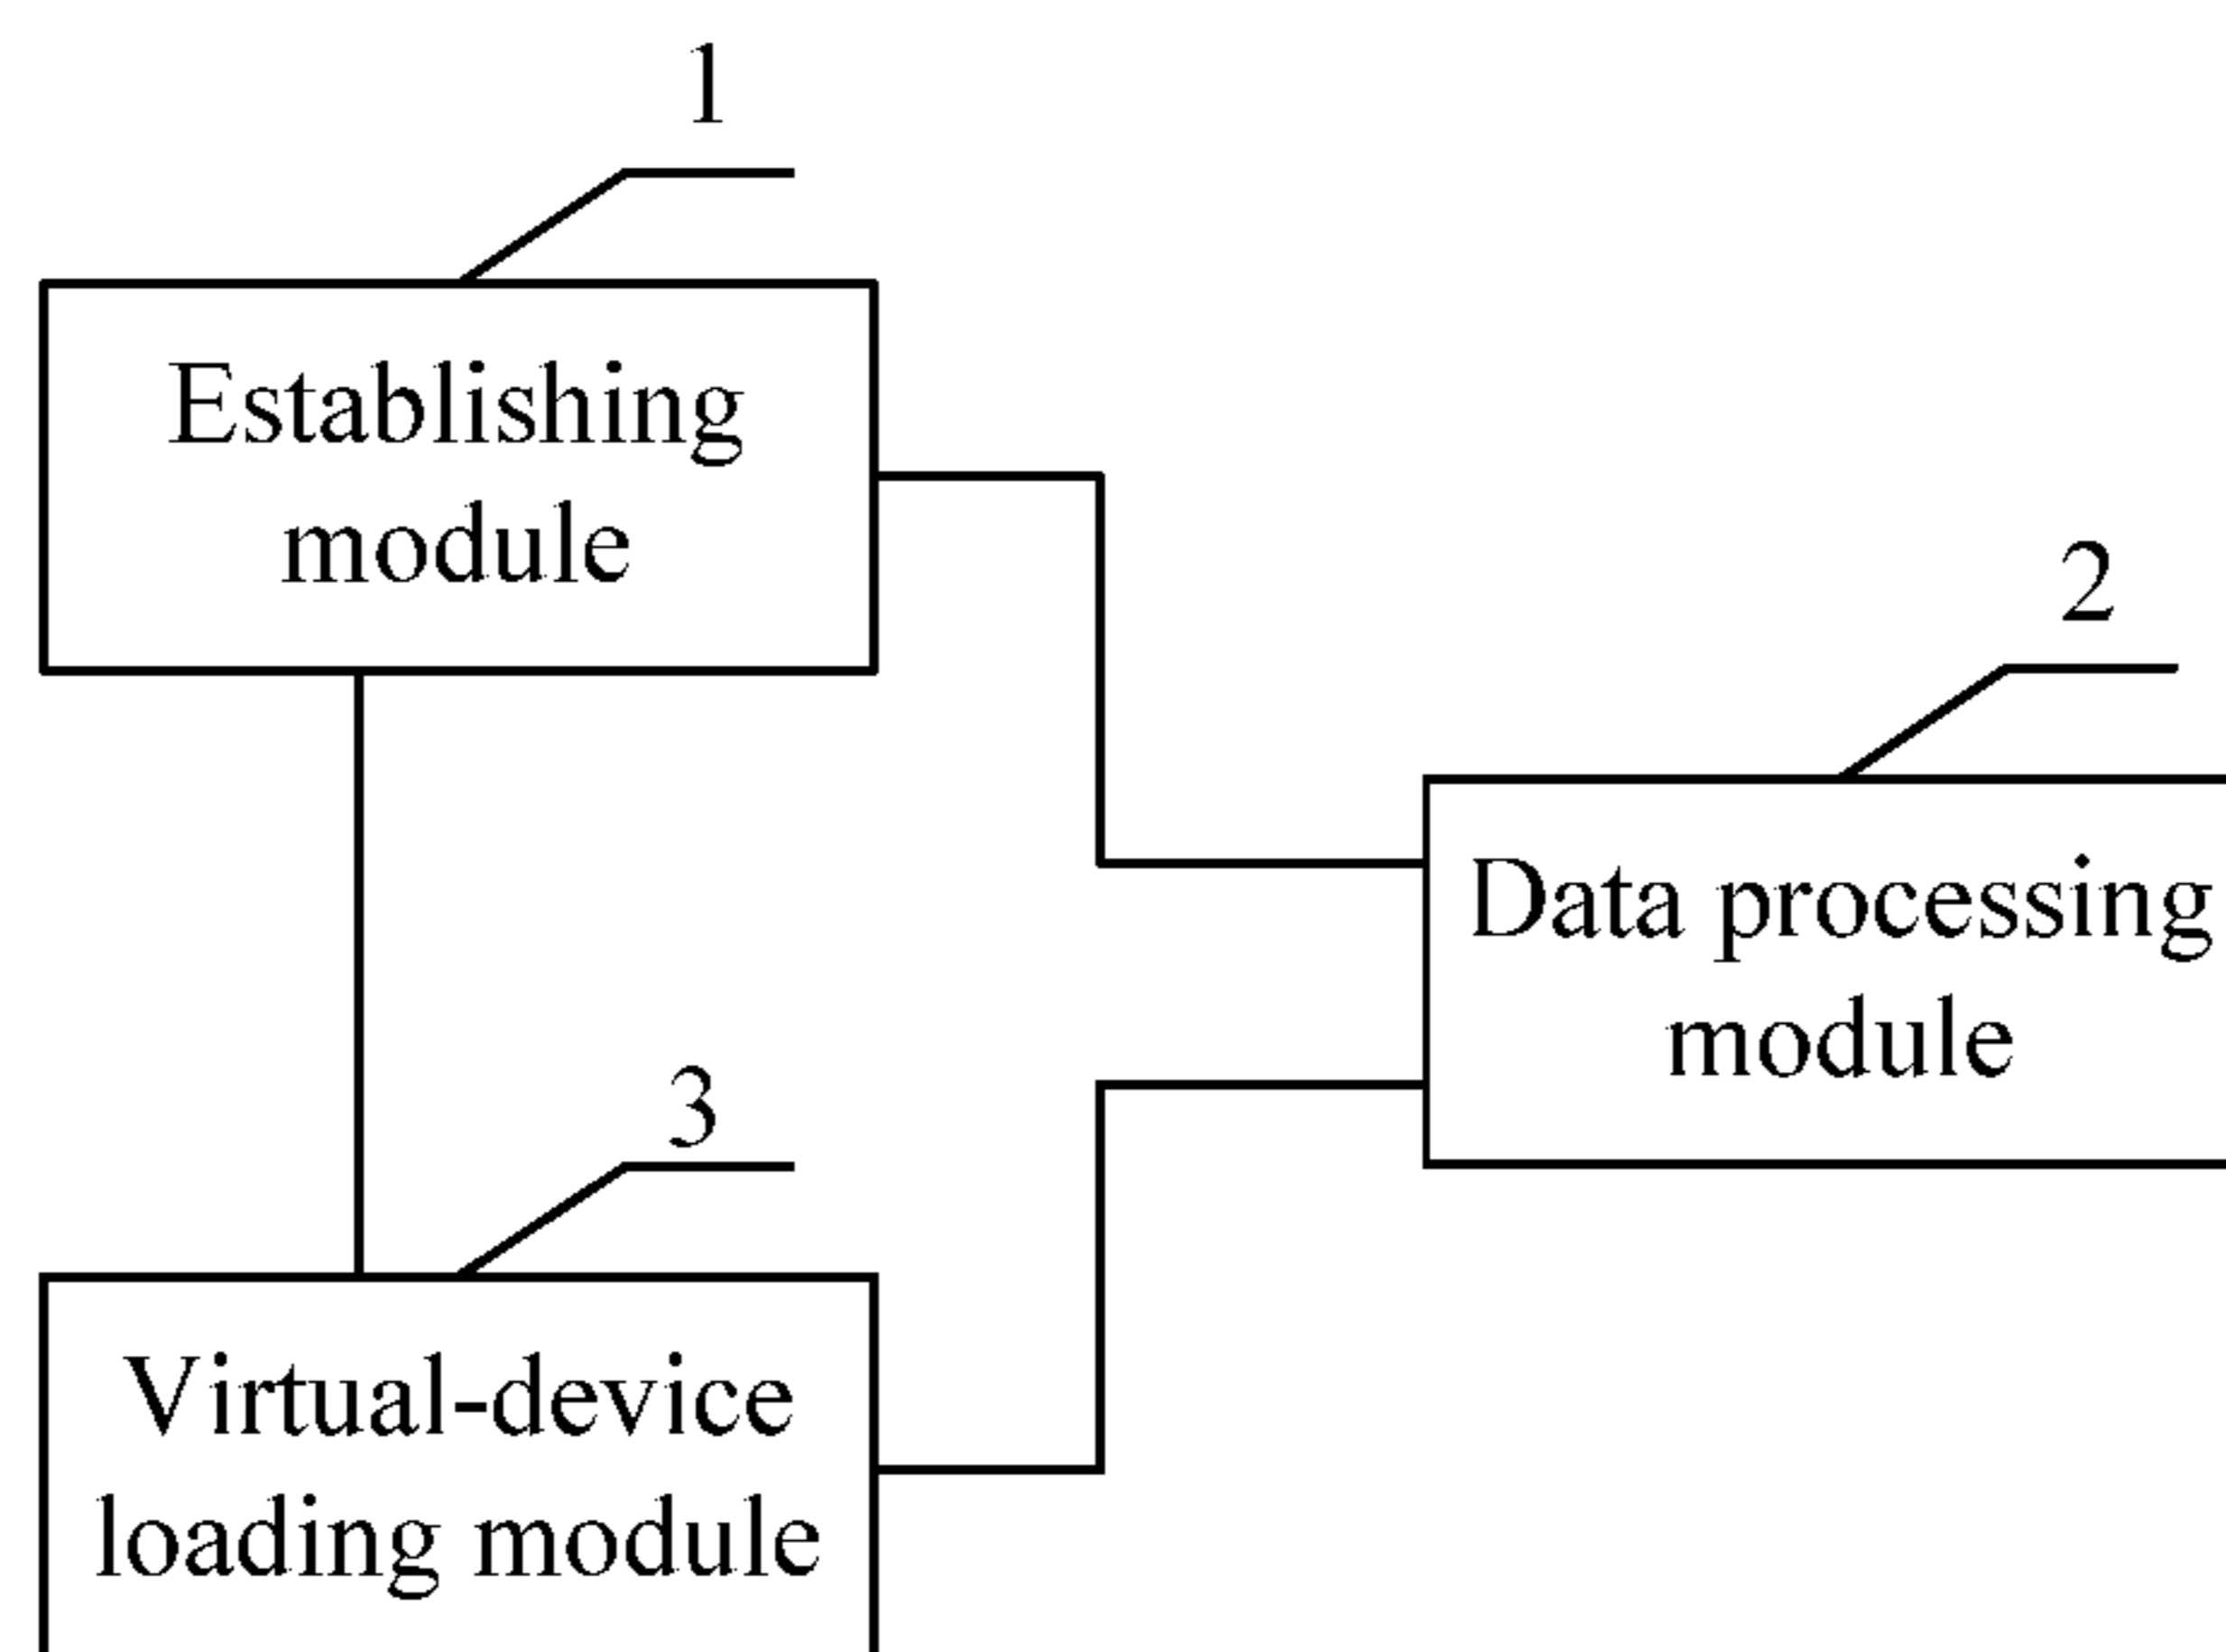 1
Establishing
module
2
Data processing
module
3
Virtual-device
loading module